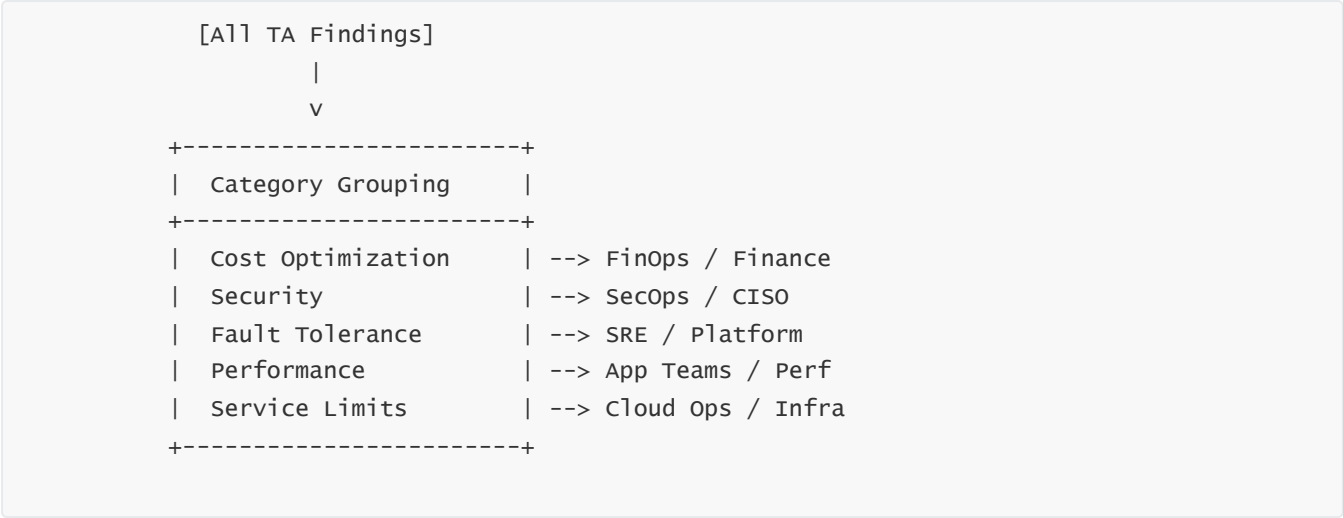 [All TA Findings]
|
v
+------------------------+
|  Category Grouping     |
+------------------------+
|  Cost Optimization     | --> FinOps / Finance
|  Security              | --> SecOps / CISO
|  Fault Tolerance       | --> SRE / Platform
|  Performance           | --> App Teams / Perf
|  Service Limits        | --> Cloud Ops / Infra
+------------------------+